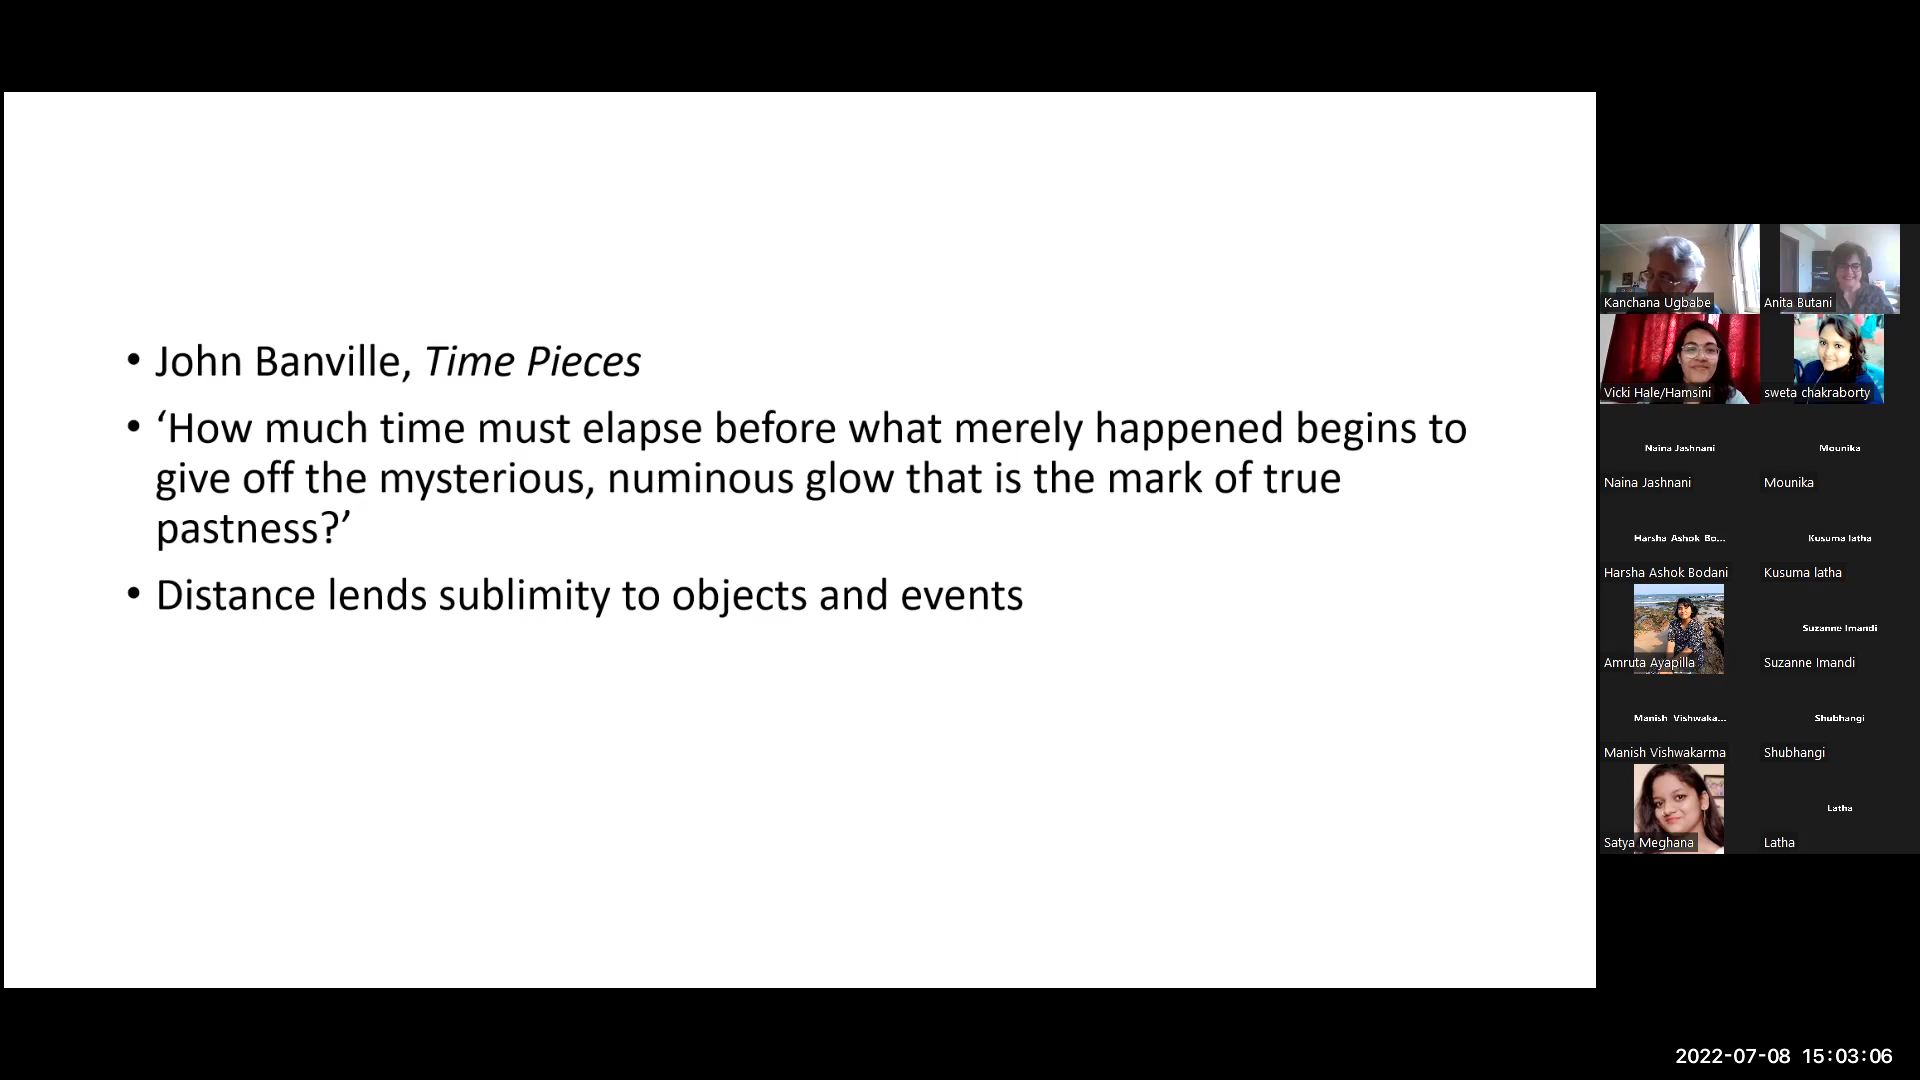 • John Banville, Time Pieces
• ‘How much time must elapse before what merely happened begins to
give off the mysterious, numinous glow that is the mark of true
pastness?’
• Distance lends sublimity to objects and events
Kanchana Ugbabe
Anita Butani
Vicki Hale/Hamsini
sweta chakraborty
Naina Jashnani
Mounika
Naina Jashnani
Mounika
Harsha Ashok Bo...
Kusuma latha
Harsha Ashok Bodani
Kusuma latha
Suzanne Imandi
Amruta Ayapilla
Suzanne Imandi
Manish Vishwaka...
Shubhangi
Manish Vishwakarma
Shubhangi
Latha
Satya Meghana
Latha
2022-07-08 15:03:06